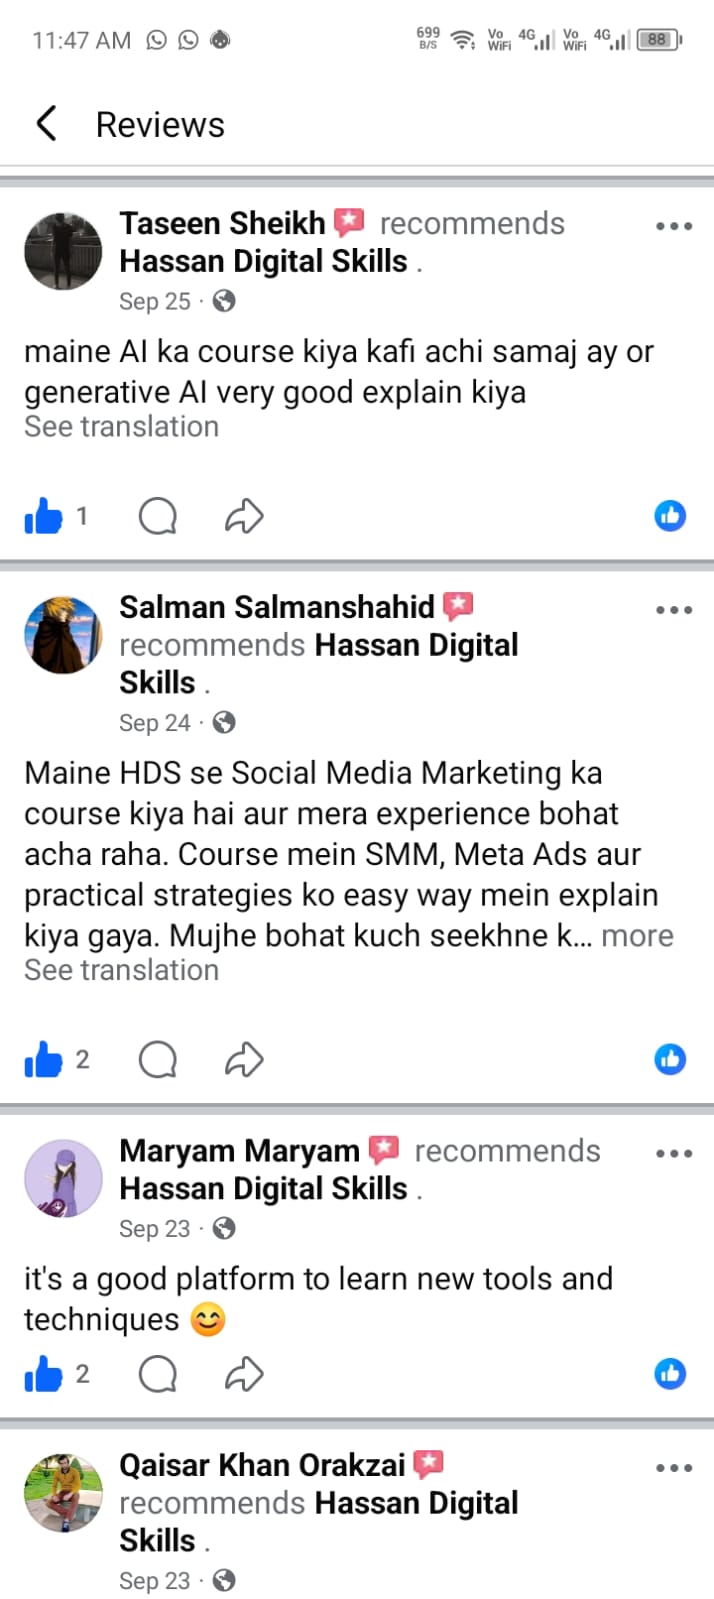 11:47 AM
699 B/S Vo WiFi 4G Vo WiFi 4G 88
Reviews
Taseen Sheikh recommends
Hassan Digital Skills .
Sep 25 ·
maine AI ka course kiya kafi achi samaj ay or
generative AI very good explain kiya
See translation
1
Salman Salmanshahid
recommends Hassan Digital
Skills .
Sep 24 ·
Maine HDS se Social Media Marketing ka
course kiya hai aur mera experience bohat
acha raha. Course mein SMM, Meta Ads aur
practical strategies ko easy way mein explain
kiya gaya. Mujhe bohat kuch seekhne k... more
See translation
2
Maryam Maryam recommends
Hassan Digital Skills .
Sep 23 ·
it's a good platform to learn new tools and
techniques 😊
2
Qaisar Khan Orakzai
recommends Hassan Digital
Skills .
Sep 23 ·